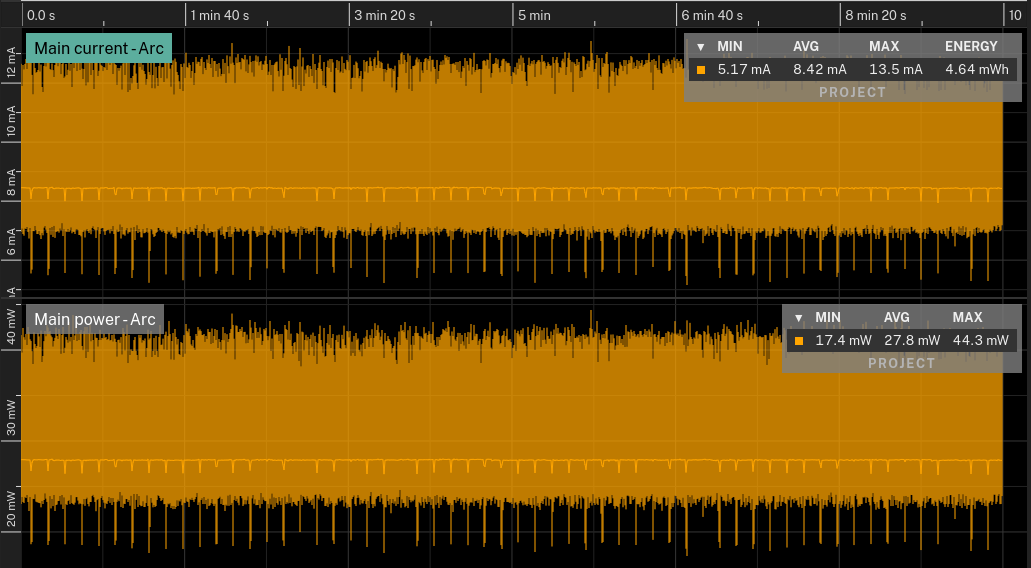 0.0 s 1 min 40 s 3 min 20 s 5 min 6 min 40 s 8 min 20 s 10
Main current - Arc
▼ MIN AVG MAX ENERGY
5.17 mA 8.42 mA 13.5 mA 4.64 mWh
PROJECT
12 mA
10 mA
8 mA
6 mA
Main power - Arc
▼ MIN AVG MAX
17.4 mW 27.8 mW 44.3 mW
PROJECT
40 mW
30 mW
20 mW